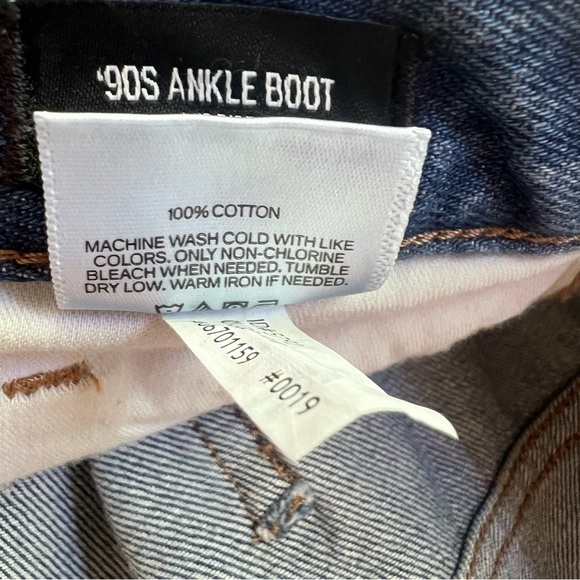 '90S ANKLE BOOT
100% COTTON
MACHINE WASH COLD WITH LIKE
COLORS. ONLY NON-CHLORINE
BLEACH WHEN NEEDED. TUMBLE
DRY LOW. WARM IRON IF NEEDED.
6701159
#0019